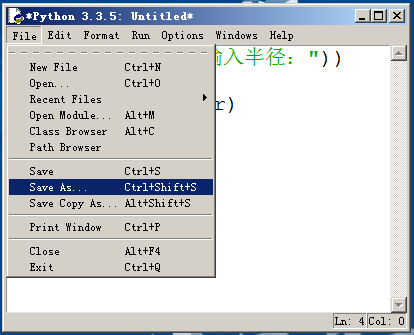 *Python 3.3.5: Untitled*
File Edit Format Run Options Windows Help
New File Ctrl+N
Open... Ctrl+O
Recent Files
Open Module... Alt+M
Class Browser Alt+C
Path Browser
Save Ctrl+S
Save As... Ctrl+Shift+S
Save Copy As... Alt+Shift+S
Print Window Ctrl+P
Close Alt+F4
Exit Ctrl+Q
输入半径："))
r)
Ln: 4 Col: 0